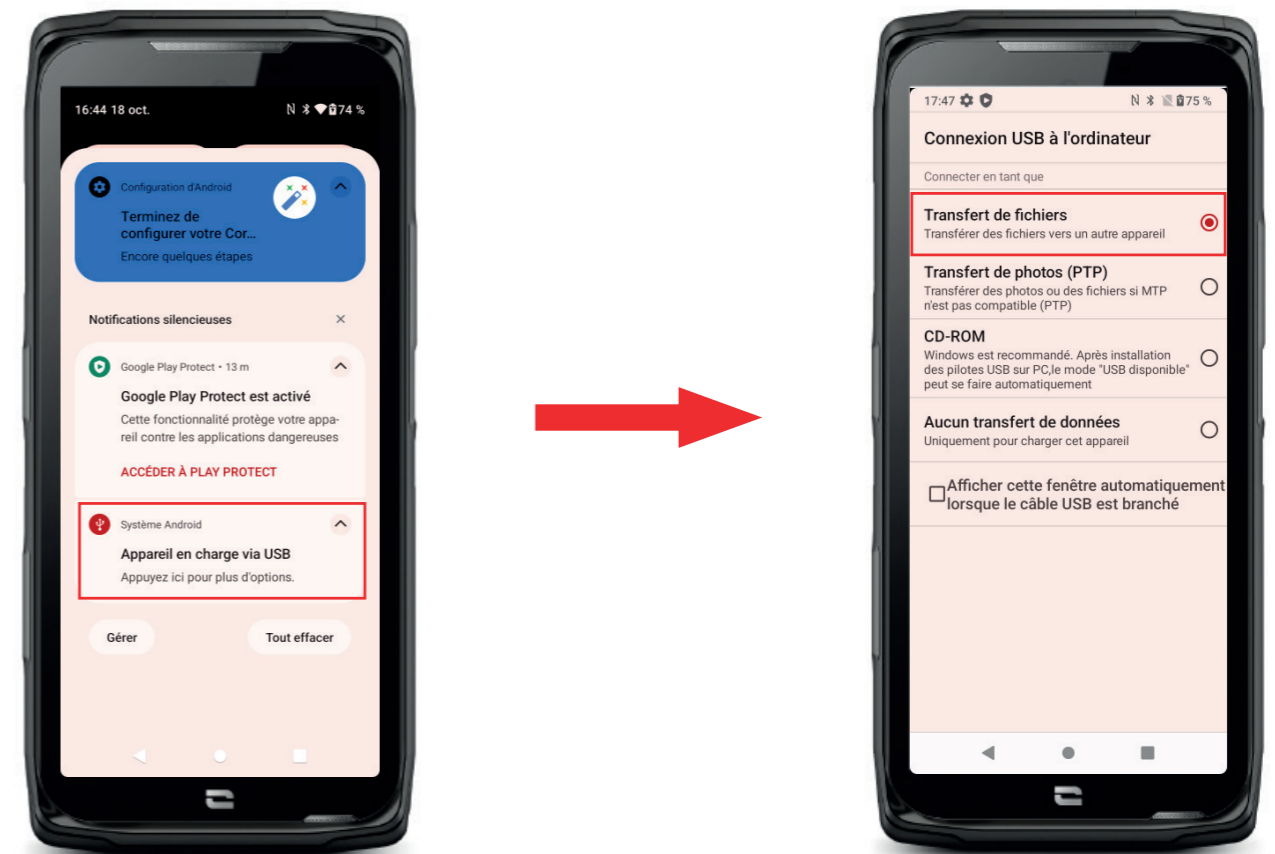 16:44 18 oct.
74 %
Configuration d'Android
Terminez de
configurer votre Cor...
Encore quelques étapes
Notifications silencieuses
Google Play Protect • 13 m
Google Play Protect est activé
Cette fonctionnalité protège votre appa-
reil contre les applications dangereuses
ACCÉDER À PLAY PROTECT
Système Android
Appareil en charge via USB
Appuyez ici pour plus d'options.
Gérer
Tout effacer
17:47
75 %
Connexion USB à l'ordinateur
Connecter en tant que
Transfert de fichiers
Transférer des fichiers vers un autre appareil
Transfert de photos (PTP)
Transférer des photos ou des fichiers si MTP
n'est pas compatible (PTP)
CD-ROM
Windows est recommandé. Après installation
des pilotes USB sur PC,le mode "USB disponible"
peut se faire automatiquement
Aucun transfert de données
Uniquement pour charger cet appareil
Afficher cette fenêtre automatiquement
lorsque le câble USB est branché